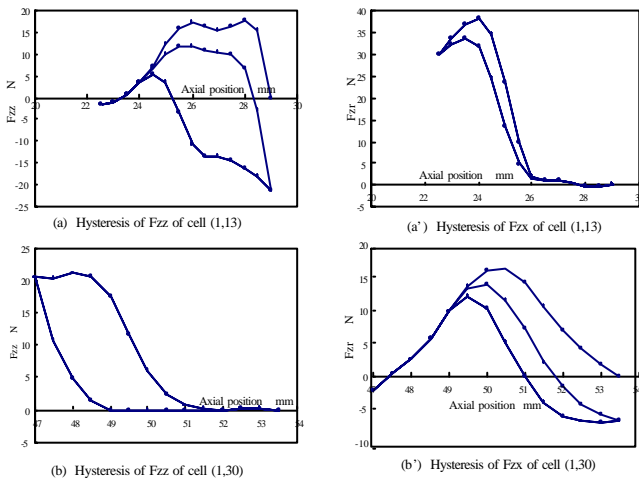 20
15
10
5
0
-5
-10
-15
-20
-25
Fzz N
Axial position mm
20 22 24 26 28 30
(a) Hysteresis of Fzz of cell (1,13)
40
35
30
25
20
15
10
5
0
-5
Fzr N
Axial position mm
20 22 24 26 28 30
(a') Hysteresis of Fzx of cell (1,13)
25
20
15
10
5
0
-5
Fzz N
Axial position mm
47 48 49 50 51 52 53 54
(b) Hysteresis of Fzz of cell (1,30)
20
15
10
5
0
-5
-10
Fzr N
Axial position mm
47 48 49 50 51 52 53 54
(b') Hysteresis of Fzx of cell (1,30)